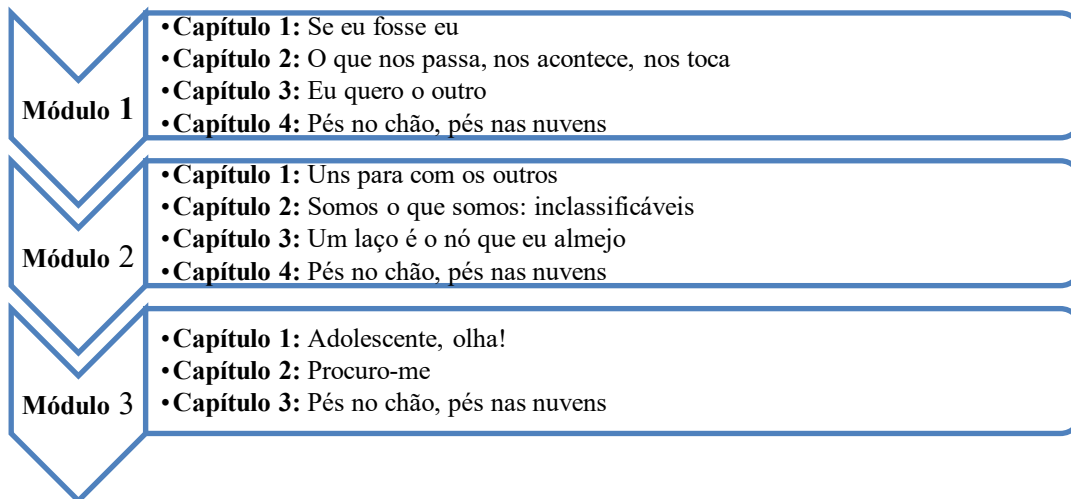 Módulo 1
•Capítulo 1: Se eu fosse eu
•Capítulo 2: O que nos passa, nos acontece, nos toca
•Capítulo 3: Eu quero o outro
•Capítulo 4: Pés no chão, pés nas nuvens
Módulo 2
•Capítulo 1: Uns para com os outros
•Capítulo 2: Somos o que somos: inclassificáveis
•Capítulo 3: Um laço é o nó que eu almejo
•Capítulo 4: Pés no chão, pés nas nuvens
Módulo 3
•Capítulo 1: Adolescente, olha!
•Capítulo 2: Procuro-me
•Capítulo 3: Pés no chão, pés nas nuvens